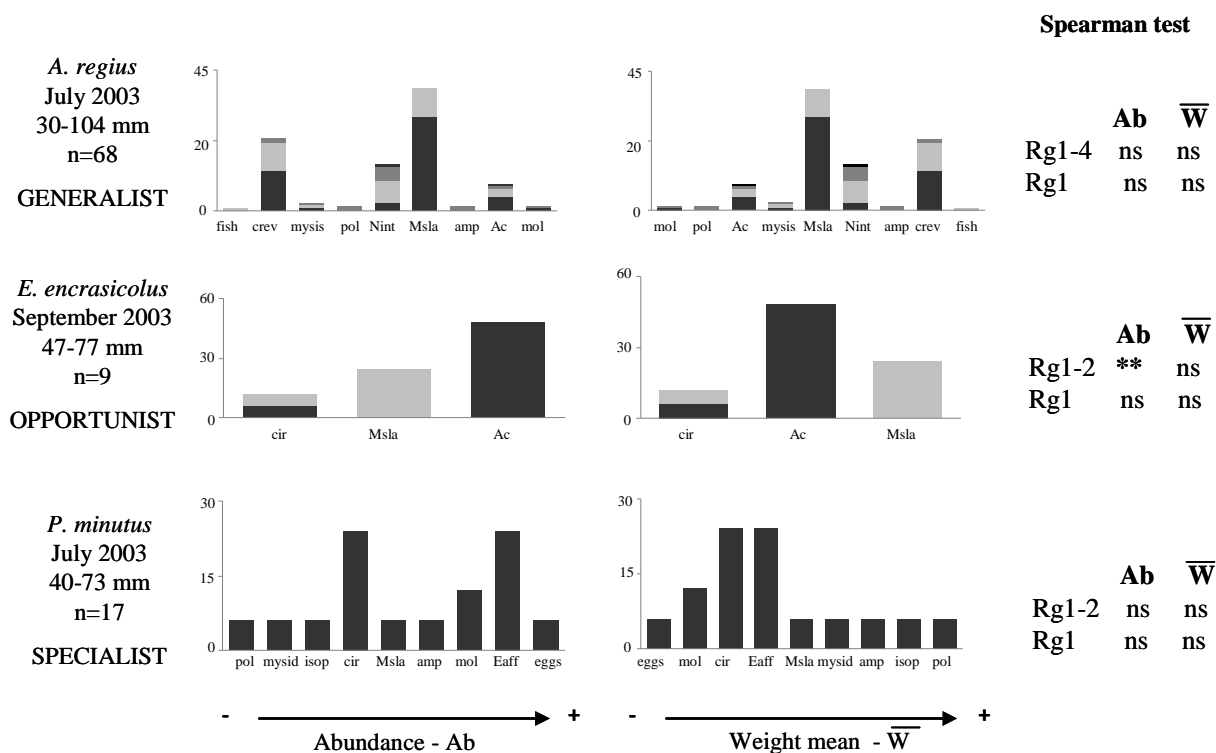 Spearman test
A. regius
July 2003
30-104 mm
n=68
GENERALIST
45
20
0
fish crev mysis pol Nint Msla amp Ac mol
45
20
0
mol pol Ac mysis Msla Nint amp crev fish
Ab W
Rg1-4 ns ns
Rg1 ns ns
E. encrasicolus
September 2003
47-77 mm
n=9
OPPORTUNIST
60
30
0
cir Msla Ac
60
30
0
cir Ac Msla
Ab W
Rg1-2 ** ns
Rg1 ns ns
P. minutus
July 2003
40-73 mm
n=17
SPECIALIST
30
15
0
pol mysid isop cir Msla amp mol Eaff eggs
30
15
0
eggs mol cir Eaff Msla mysid amp isop pol
Ab W
Rg1-2 ns ns
Rg1 ns ns
- +
Abundance - Ab
- +
Weight mean - W